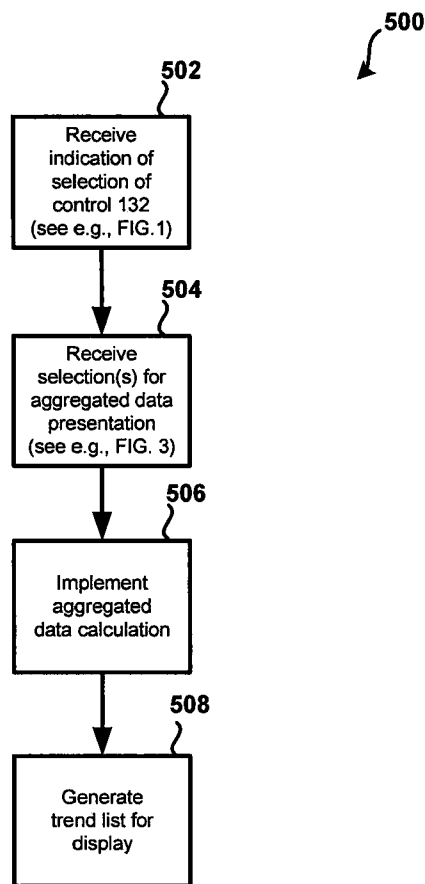 500
502
Receive
indication of
selection of
control 132
(see e.g., FIG.1)
504
Receive
selection(s) for
aggregated data
presentation
(see e.g., FIG. 3)
506
Implement
aggregated
data calculation
508
Generate
trend list for
display